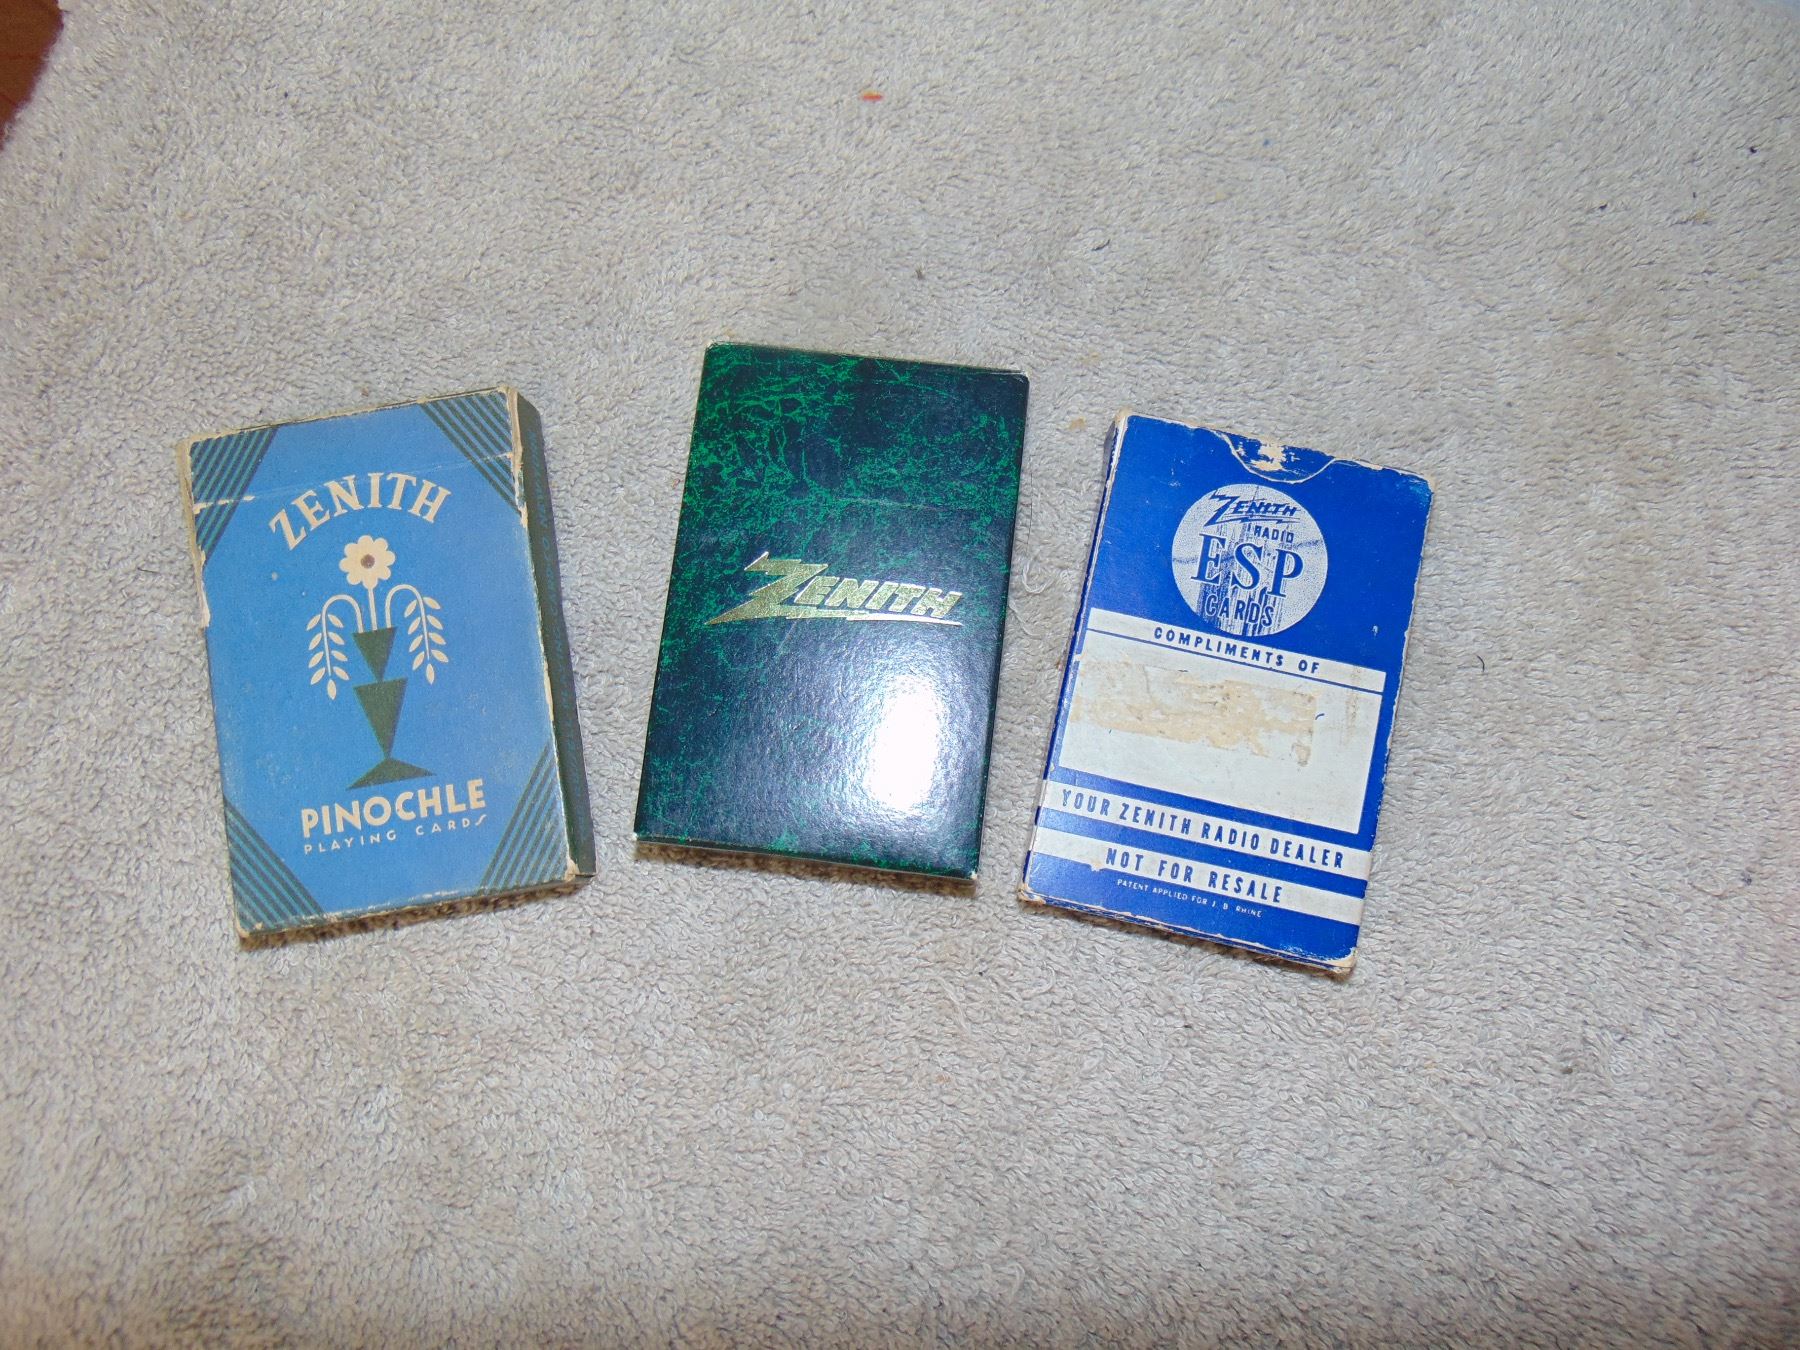 ZENITH
PINOCHLE
PLAYING CARDS
ZENITH
ZENITH
RADIO
ESP
CARDS
COMPLIMENTS OF
YOUR ZENITH RADIO DEALER
NOT FOR RESALE
PATENT APPLIED FOR J. B. RHINE